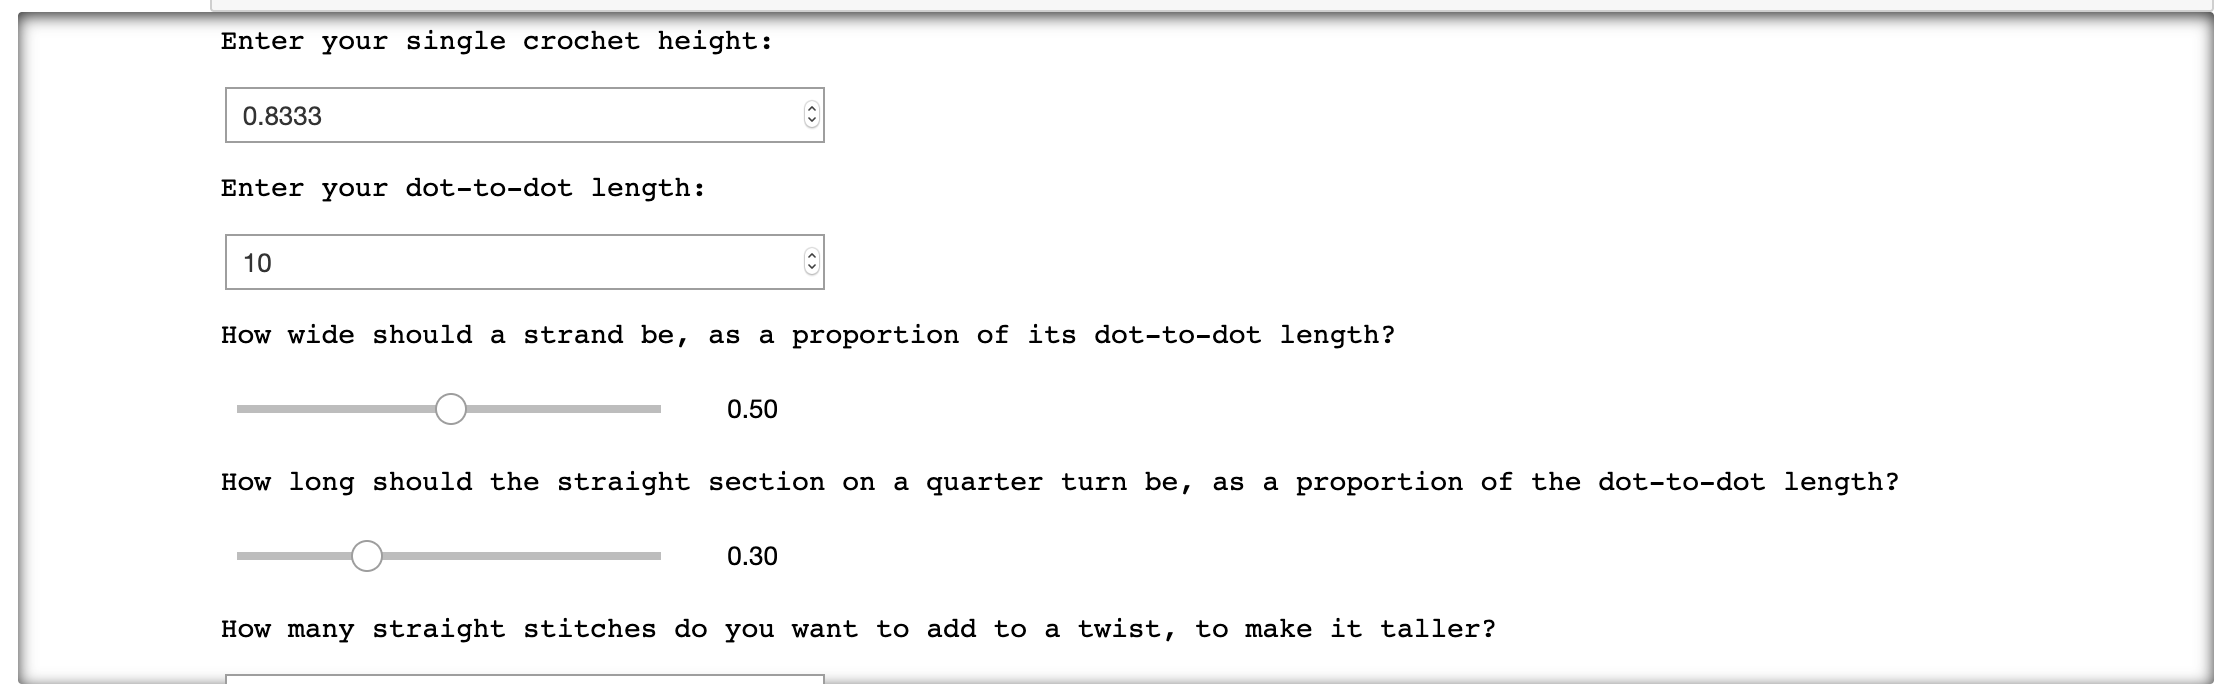 Enter your single crochet height:
0.8333
Enter your dot-to-dot length:
10
How wide should a strand be, as a proportion of its dot-to-dot length?
0.50
How long should the straight section on a quarter turn be, as a proportion of the dot-to-dot length?
0.30
How many straight stitches do you want to add to a twist, to make it taller?